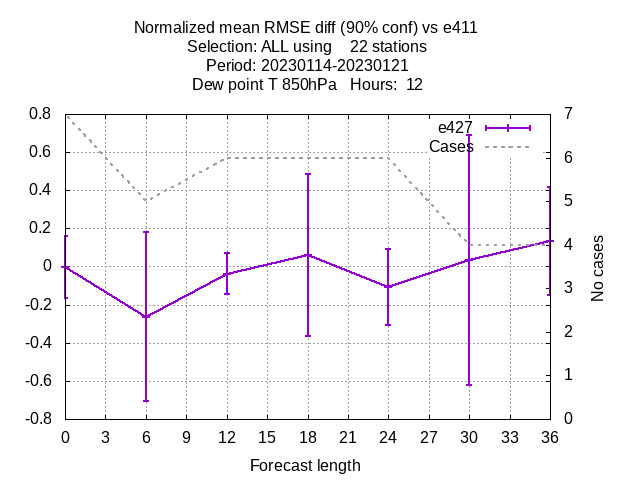 Normalized mean RMSE diff (90% conf) vs e411
Selection: ALL using    22 stations
Period: 20230114-20230121
Dew point T 850hPa   Hours:  12
0.8
0.6
0.4
0.2
0
-0.2
-0.4
-0.6
-0.8
e427
Cases
7
6
5
4
3
2
1
0
No cases
0 3 6 9 12 15 18 21 24 27 30 33 36
Forecast length